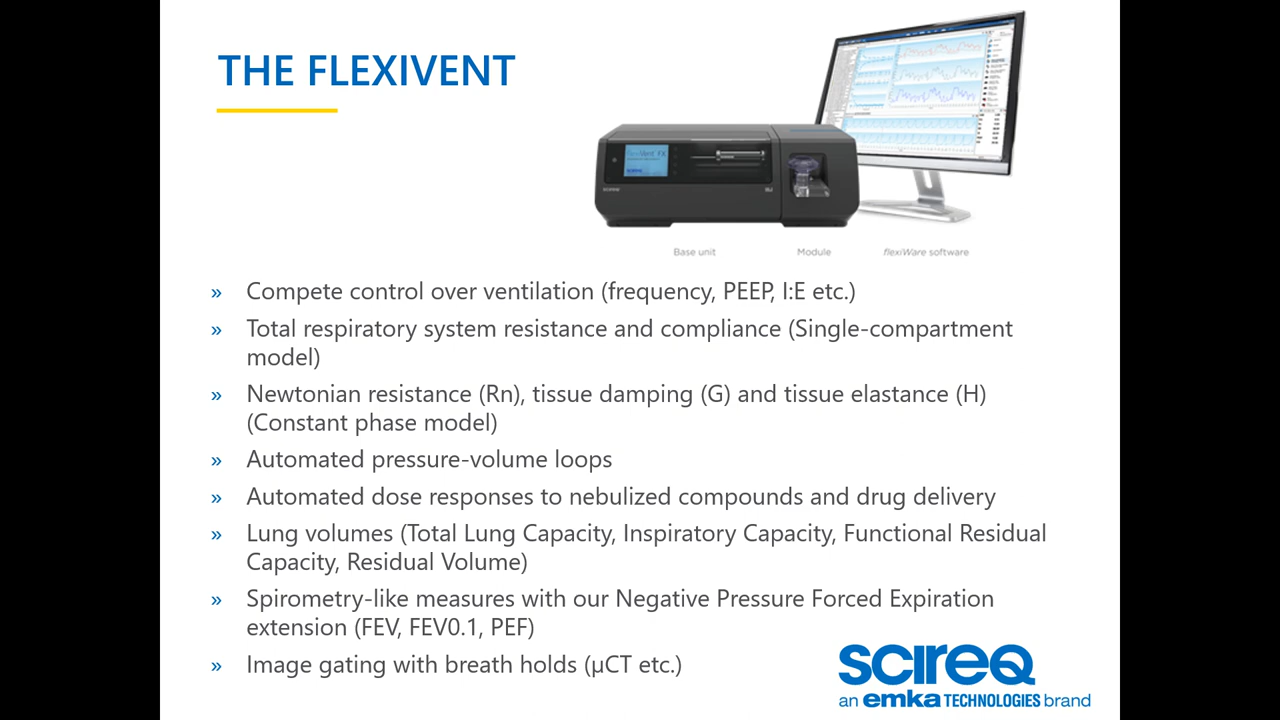 THE FLEXIVENT
flexiVent FX
SCIREQ
scireq
Base unit
Module
flexiWare software
» Compete control over ventilation (frequency, PEEP, I:E etc.)
» Total respiratory system resistance and compliance (Single-compartment
model)
» Newtonian resistance (Rn), tissue damping (G) and tissue elastance (H)
(Constant phase model)
» Automated pressure-volume loops
» Automated dose responses to nebulized compounds and drug delivery
» Lung volumes (Total Lung Capacity, Inspiratory Capacity, Functional Residual
Capacity, Residual Volume)
» Spirometry-like measures with our Negative Pressure Forced Expiration
extension (FEV, FEV0.1, PEF)
» Image gating with breath holds (µCT etc.)
SCIREQ
an emka TECHNOLOGIES brand